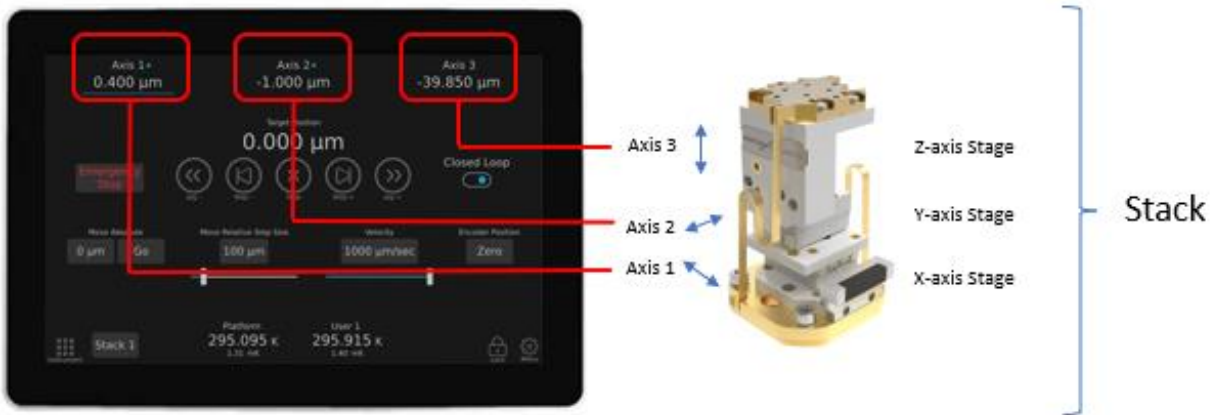 Axis 1+
0.400 µm
Axis 2+
-1.000 µm
Axis 3
-39.850 µm
Target Position
0.000 µm
Emergency
Stop
Closed Loop
Move Absolute
Move Relative Step Size
Velocity
Encoder Position
0 µm
Go
100 µm
1000 µm/sec
Zero
Stack 1
Platform
295.095 K
User 1
295.915 K
Axis 3
Axis 2
Axis 1
Z-axis Stage
Y-axis Stage
X-axis Stage
Stack